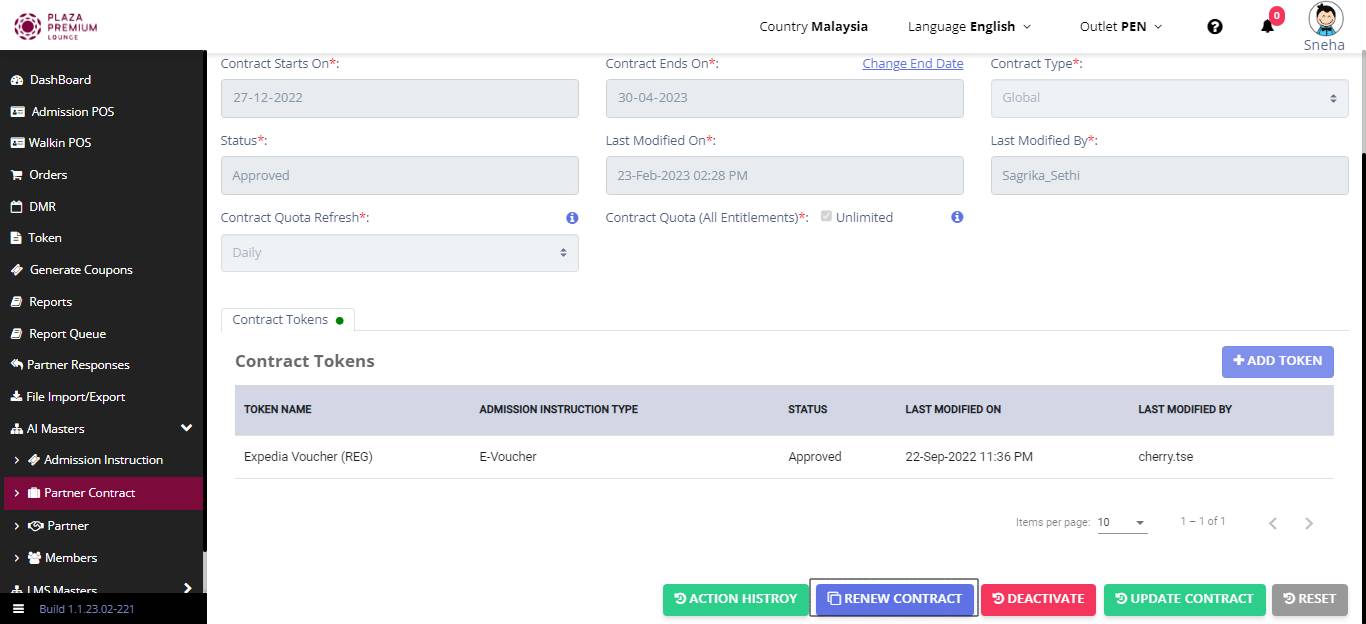 PLAZA
PREMIUM
LOUNGE
Country Malaysia
Language English
Outlet PEN
?
0
Sneha
DashBoard
Admission POS
Walkin POS
Orders
DMR
Token
Generate Coupons
Reports
Report Queue
Partner Responses
File Import/Export
AI Masters
Admission Instruction
Partner Contract
Partner
Members
LMS Masters
Build 1.1.23.02-221
Contract Starts On*:
Contract Ends On*:
Change End Date
Contract Type*:
27-12-2022
30-04-2023
Global
Status*:
Last Modified On*:
Last Modified By*:
Approved
23-Feb-2023 02:28 PM
Sagrika_Sethi
Contract Quota Refresh*:
Contract Quota (All Entitlements)*:
Unlimited
Daily
Contract Tokens
Contract Tokens
+ ADD TOKEN
TOKEN NAME ADMISSION INSTRUCTION TYPE STATUS LAST MODIFIED ON LAST MODIFIED BY
Expedia Voucher (REG) E-Voucher Approved 22-Sep-2022 11:36 PM cherry.tse
Items per page: 10 1 – 1 of 1
ACTION HISTROY
RENEW CONTRACT
DEACTIVATE
UPDATE CONTRACT
RESET